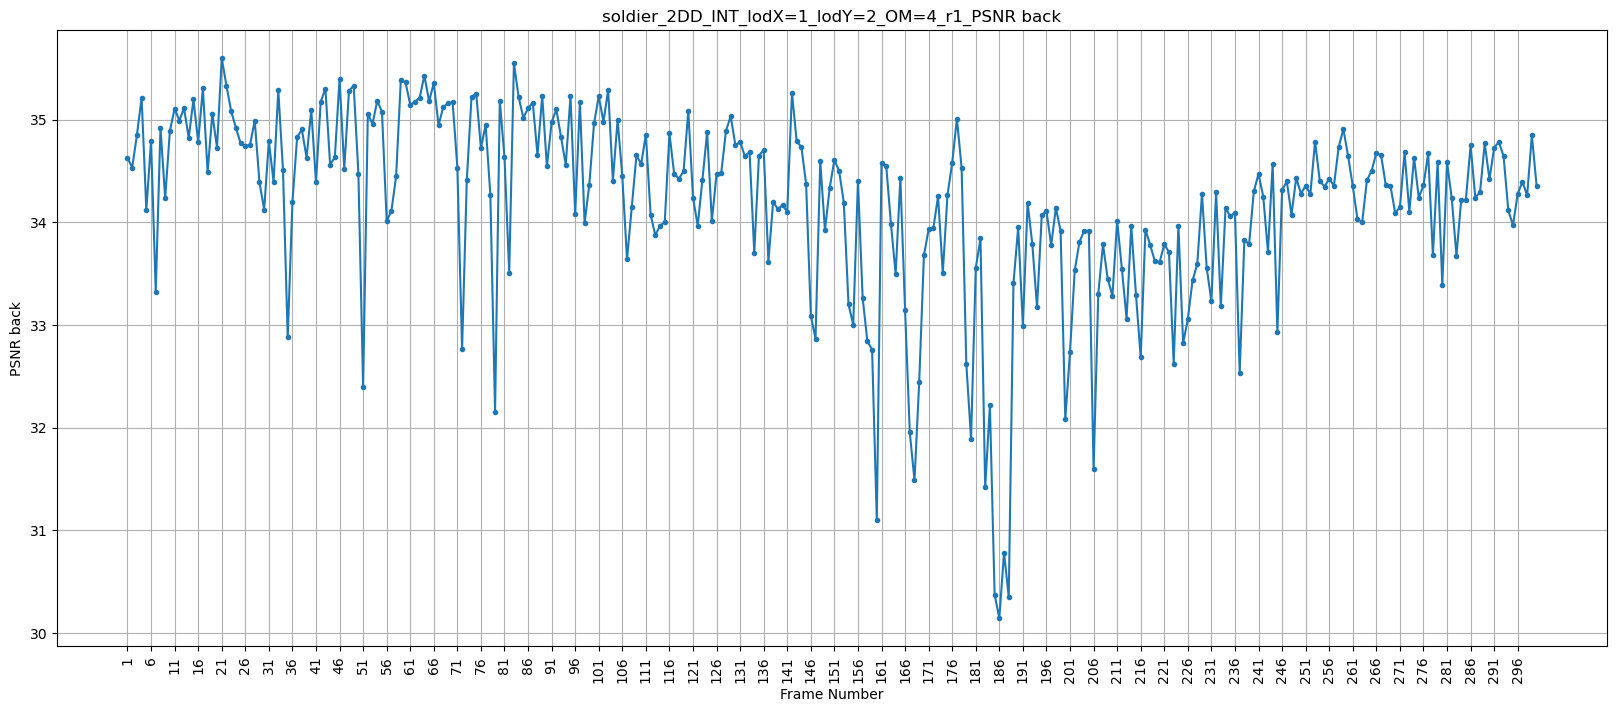 soldier_2DD_INT_lodX=1_lodY=2_OM=4_r1_PSNR back
PSNR back
35
34
33
32
31
30
1 6 11 16 21 26 31 36 41 46 51 56 61 66 71 76 81 86 91 96 101 106 111 116 121 126 131 136 141 146 151 156 161 166 171 176 181 186 191 196 201 206 211 216 221 226 231 236 241 246 251 256 261 266 271 276 281 286 291 296
Frame Number